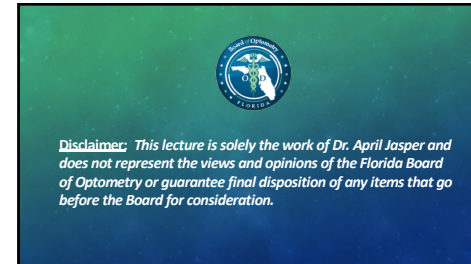 Board of Optometry
O D
FLORIDA
Disclaimer: This lecture is solely the work of Dr. April Jasper and
does not represent the views and opinions of the Florida Board
of Optometry or guarantee final disposition of any items that go
before the Board for consideration.